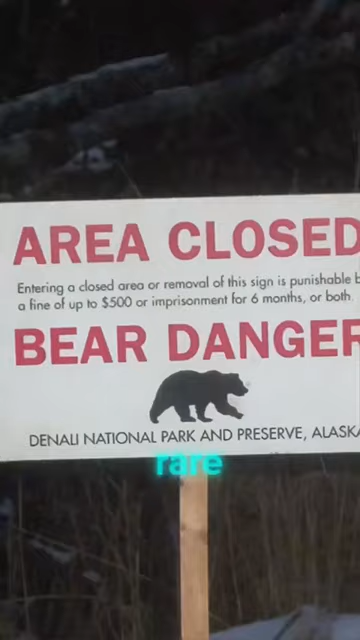 AREA CLOSED
Entering a closed area or removal of this sign is punishable
a fine of up to $500 or imprisonment for 6 months, or both.
BEAR DANGER
DENALI NATIONAL PARK AND PRESERVE, ALASKA
rare